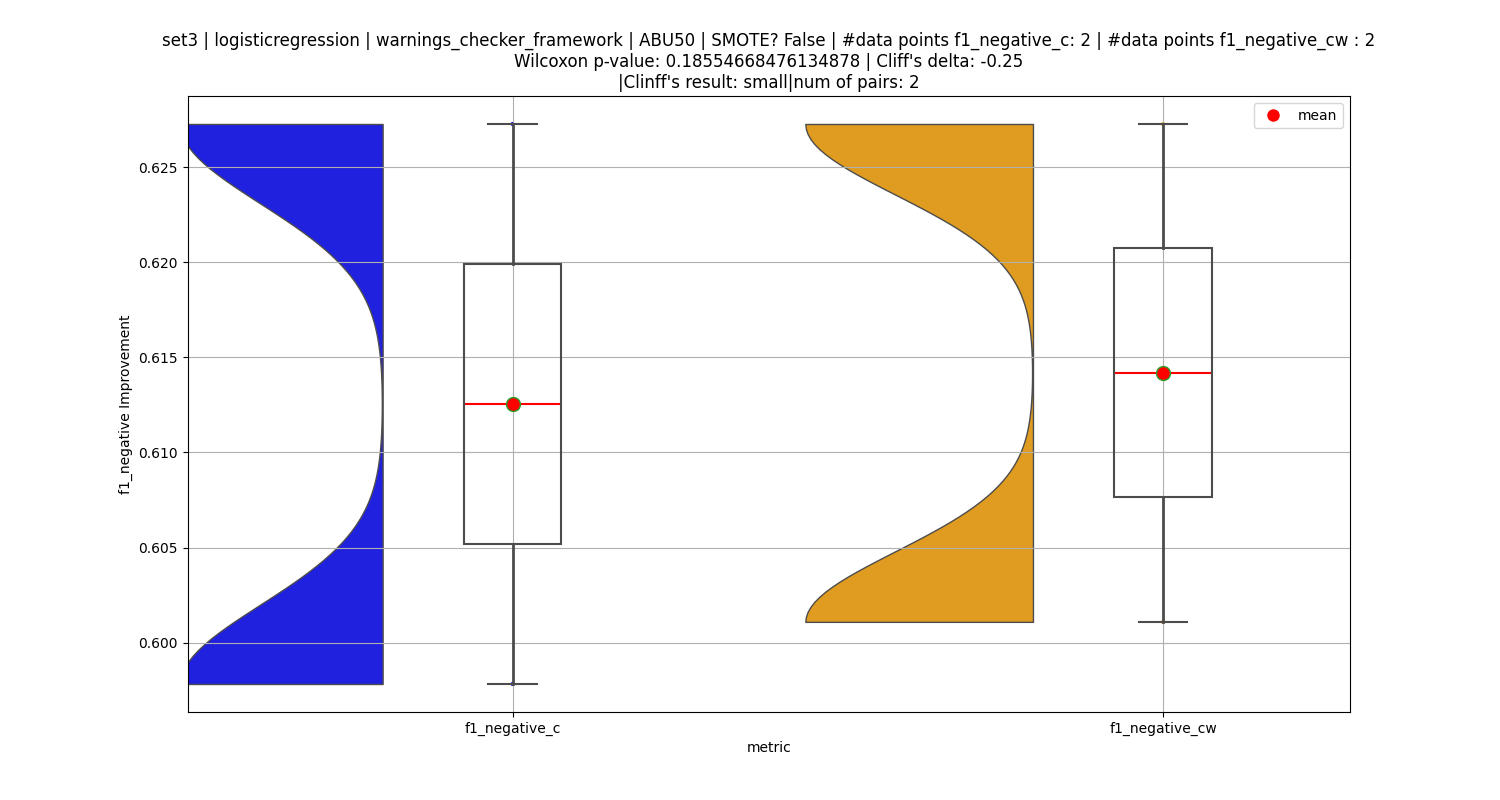 set3 | logisticregression | warnings_checker_framework | ABU50 | SMOTE? False | #data points f1_negative_c: 2 | #data points f1_negative_cw : 2
Wilcoxon p-value: 0.18554668476134878 | Cliff's delta: -0.25
|Clinff's result: small|num of pairs: 2
mean
0.625
0.620
0.615
0.610
0.605
0.600
f1_negative Improvement
f1_negative_c
f1_negative_cw
metric